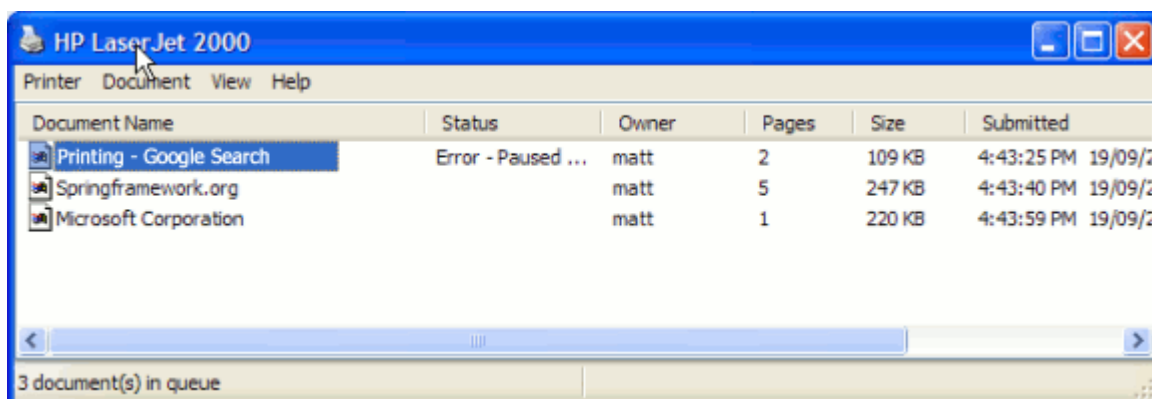 HP LaserJet 2000
Printer Document View Help
Document Name Status Owner Pages Size Submitted
Printing - Google Search Error - Paused ... matt 2 109 KB 4:43:25 PM 19/09/2
Springframework.org matt 5 247 KB 4:43:40 PM 19/09/2
Microsoft Corporation matt 1 220 KB 4:43:59 PM 19/09/2
3 document(s) in queue